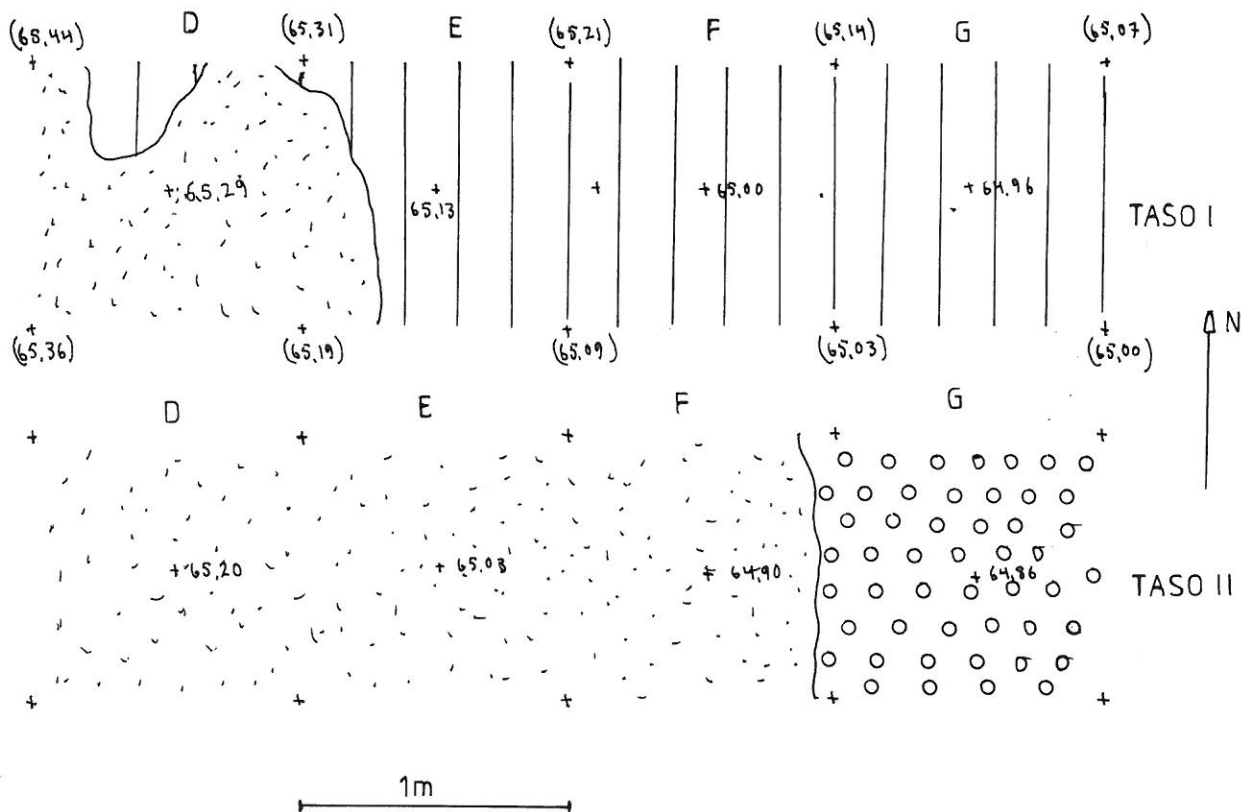 D E F G
(65,44) (65,31) (65,21) (65,14) (65,07)
65,29 65,13 65,00 64,96
TASO I
N
(65,36) (65,19) (65,09) (65,03) (65,00)
D E F G
65,20 65,03 64,90 64,86
TASO II
1m